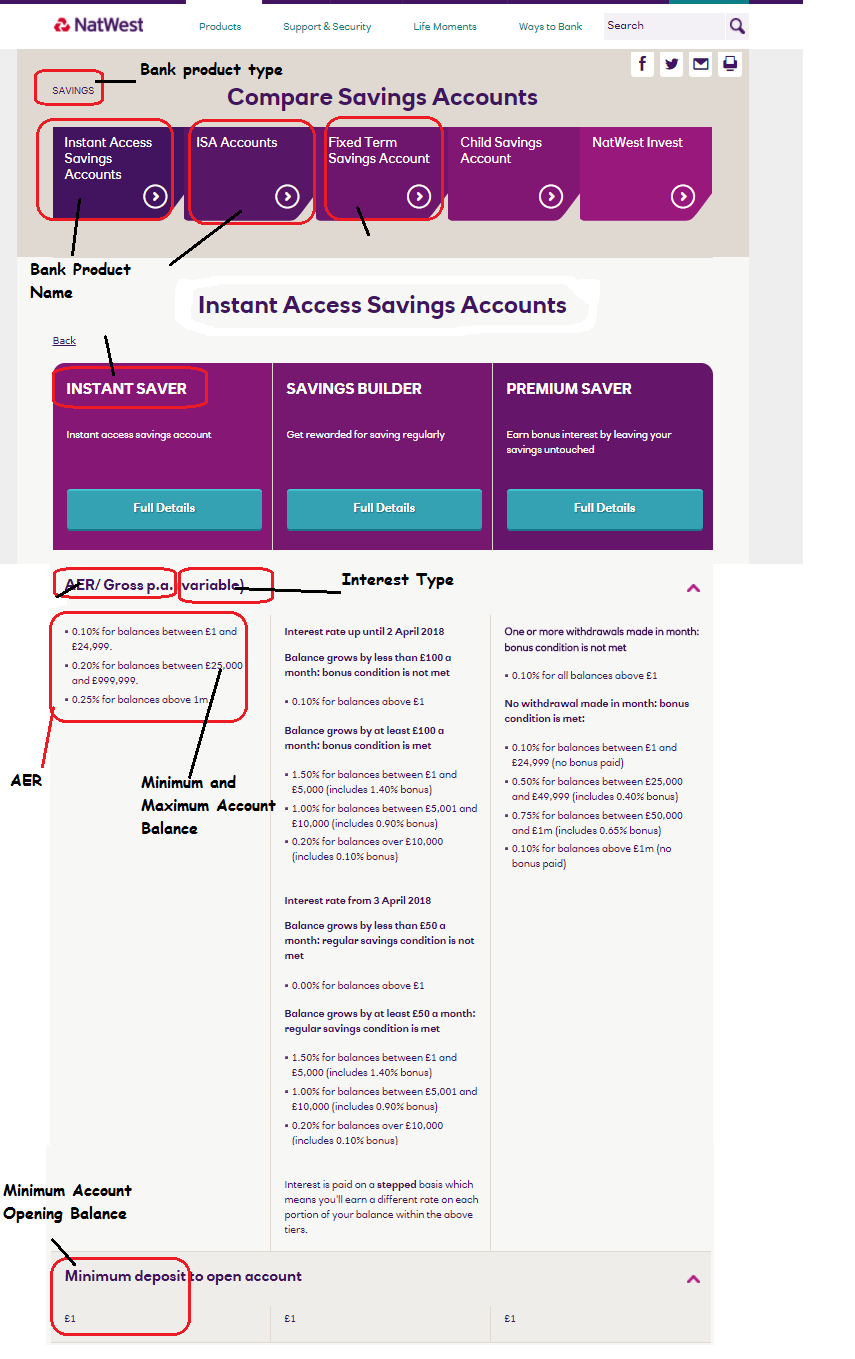 NatWest
Products
Support & Security
Life Moments
Ways to Bank
Search
Bank product type
SAVINGS
Compare Savings Accounts
Instant Access
Savings
Accounts
ISA Accounts
Fixed Term
Savings Account
Child Savings
Account
NatWest Invest
Bank Product
Name
Instant Access Savings Accounts
Back
INSTANT SAVER
Instant access savings account
Full Details
SAVINGS BUILDER
Get rewarded for saving regularly
Full Details
PREMIUM SAVER
Earn bonus interest by leaving your
savings untouched
Full Details
AER/ Gross p.a. (variable)
Interest Type
▪ 0.10% for balances between £1 and
£24,999.
▪ 0.20% for balances between £25,000
and £999,999.
▪ 0.25% for balances above 1m
AER
Minimum and
Maximum Account
Balance
Interest rate up until 2 April 2018
Balance grows by less than £100 a
month: bonus condition is not met
▪ 0.10% for balances above £1
Balance grows by at least £100 a
month: bonus condition is met
▪ 1.50% for balances between £1 and
£5,000 (includes 1.40% bonus)
▪ 1.00% for balances between £5,001 and
£10,000 (includes 0.90% bonus)
▪ 0.20% for balances over £10,000
(includes 0.10% bonus)
Interest rate from 3 April 2018
Balance grows by less than £50 a
month: regular savings condition is not
met
▪ 0.00% for balances above £1
Balance grows by at least £50 a month:
regular savings condition is met
▪ 1.50% for balances between £1 and
£5,000 (includes 1.40% bonus)
▪ 1.00% for balances between £5,001 and
£10,000 (includes 0.90% bonus)
▪ 0.20% for balances over £10,000
(includes 0.10% bonus)
Interest is paid on a stepped basis which
means you'll earn a different rate on each
portion of your balance within the above
tiers.
One or more withdrawals made in month:
bonus condition is not met
▪ 0.10% for all balances above £1
No withdrawal made in month: bonus
condition is met:
▪ 0.10% for balances between £1 and
£24,999 (no bonus paid)
▪ 0.50% for balances between £25,000
and £49,999 (includes 0.40% bonus)
▪ 0.75% for balances between £50,000
and £1m (includes 0.65% bonus)
▪ 0.10% for balances above £1m (no
bonus paid)
Minimum Account
Opening Balance
Minimum deposit to open account
£1
£1
£1